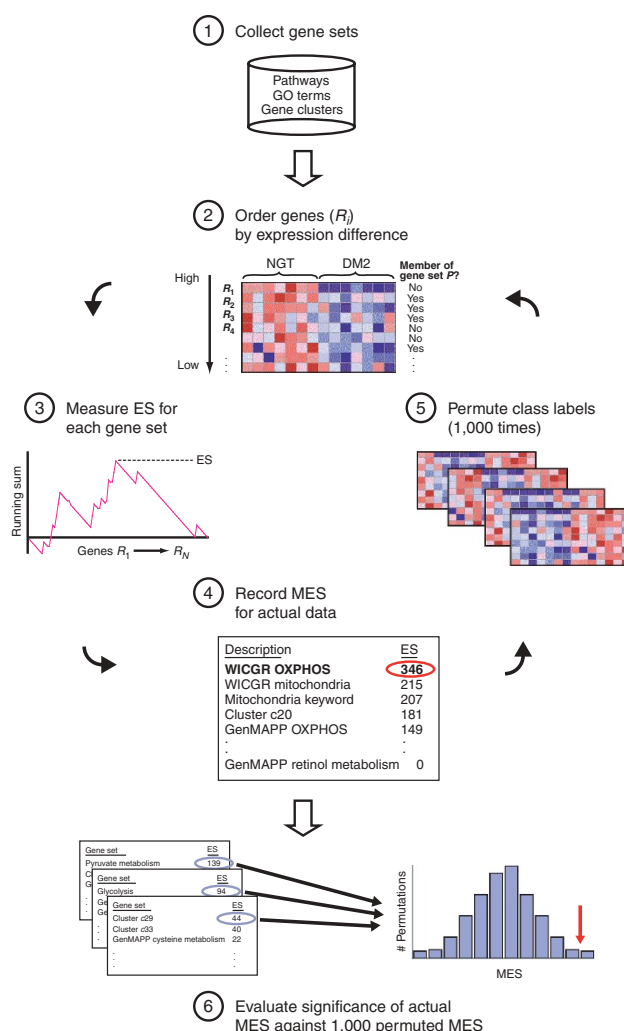 1 Collect gene sets
Pathways
GO terms
Gene clusters
2 Order genes (Ri)
by expression difference
NGT DM2 Member of
gene set P?
High
R1 No
R2 Yes
Yes
R3 Yes
R4 No
No
Yes
Low : : :
3 Measure ES for
each gene set
Running sum
ES
Genes R1 RN
5 Permute class labels
(1,000 times)
4 Record MES
for actual data
Description ES
WICGR OXPHOS 346
WICGR mitochondria 215
Mitochondria keyword 207
Cluster c20 181
GenMAPP OXPHOS 149
: :
GenMAPP retinol metabolism 0
Gene set ES
Pyruvate metabolism 139
Gene set ES
Glycolysis 94
Gene set ES
Cluster c29 44
Cluster c33 40
GenMAPP cysteine metabolism 22
: :
# Permutations
MES
6 Evaluate significance of actual
MES against 1,000 permuted MES